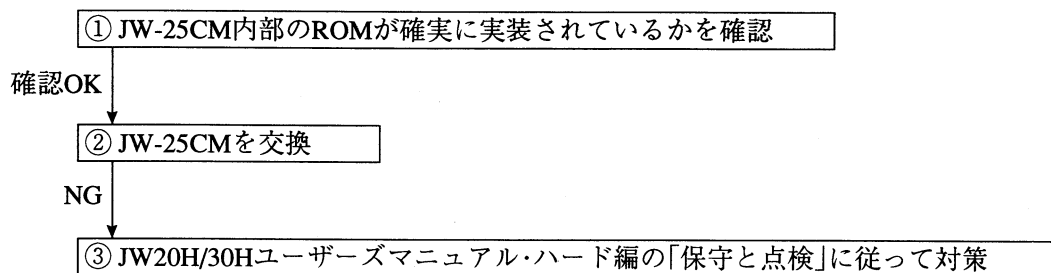 ① JW-25CM内部のROMが確実に実装されているかを確認
確認OK
② JW-25CMを交換
NG
③ JW20H/30Hユーザーズマニュアル・ハード編の「保守と点検」に従って対策